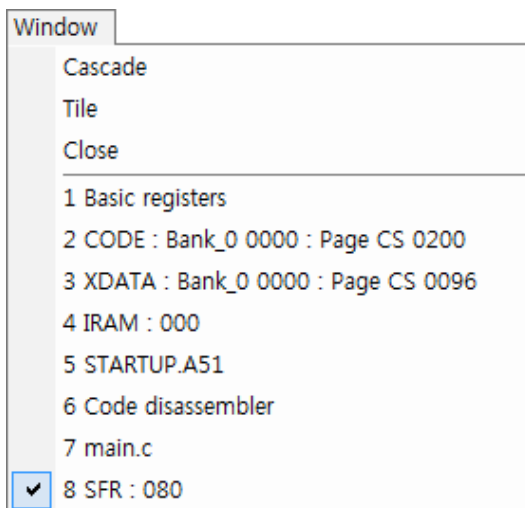 Window
Cascade
Tile
Close
1 Basic registers
2 CODE : Bank_0 0000 : Page CS 0200
3 XDATA : Bank_0 0000 : Page CS 0096
4 IRAM : 000
5 STARTUP.A51
6 Code disassembler
7 main.c
8 SFR : 080